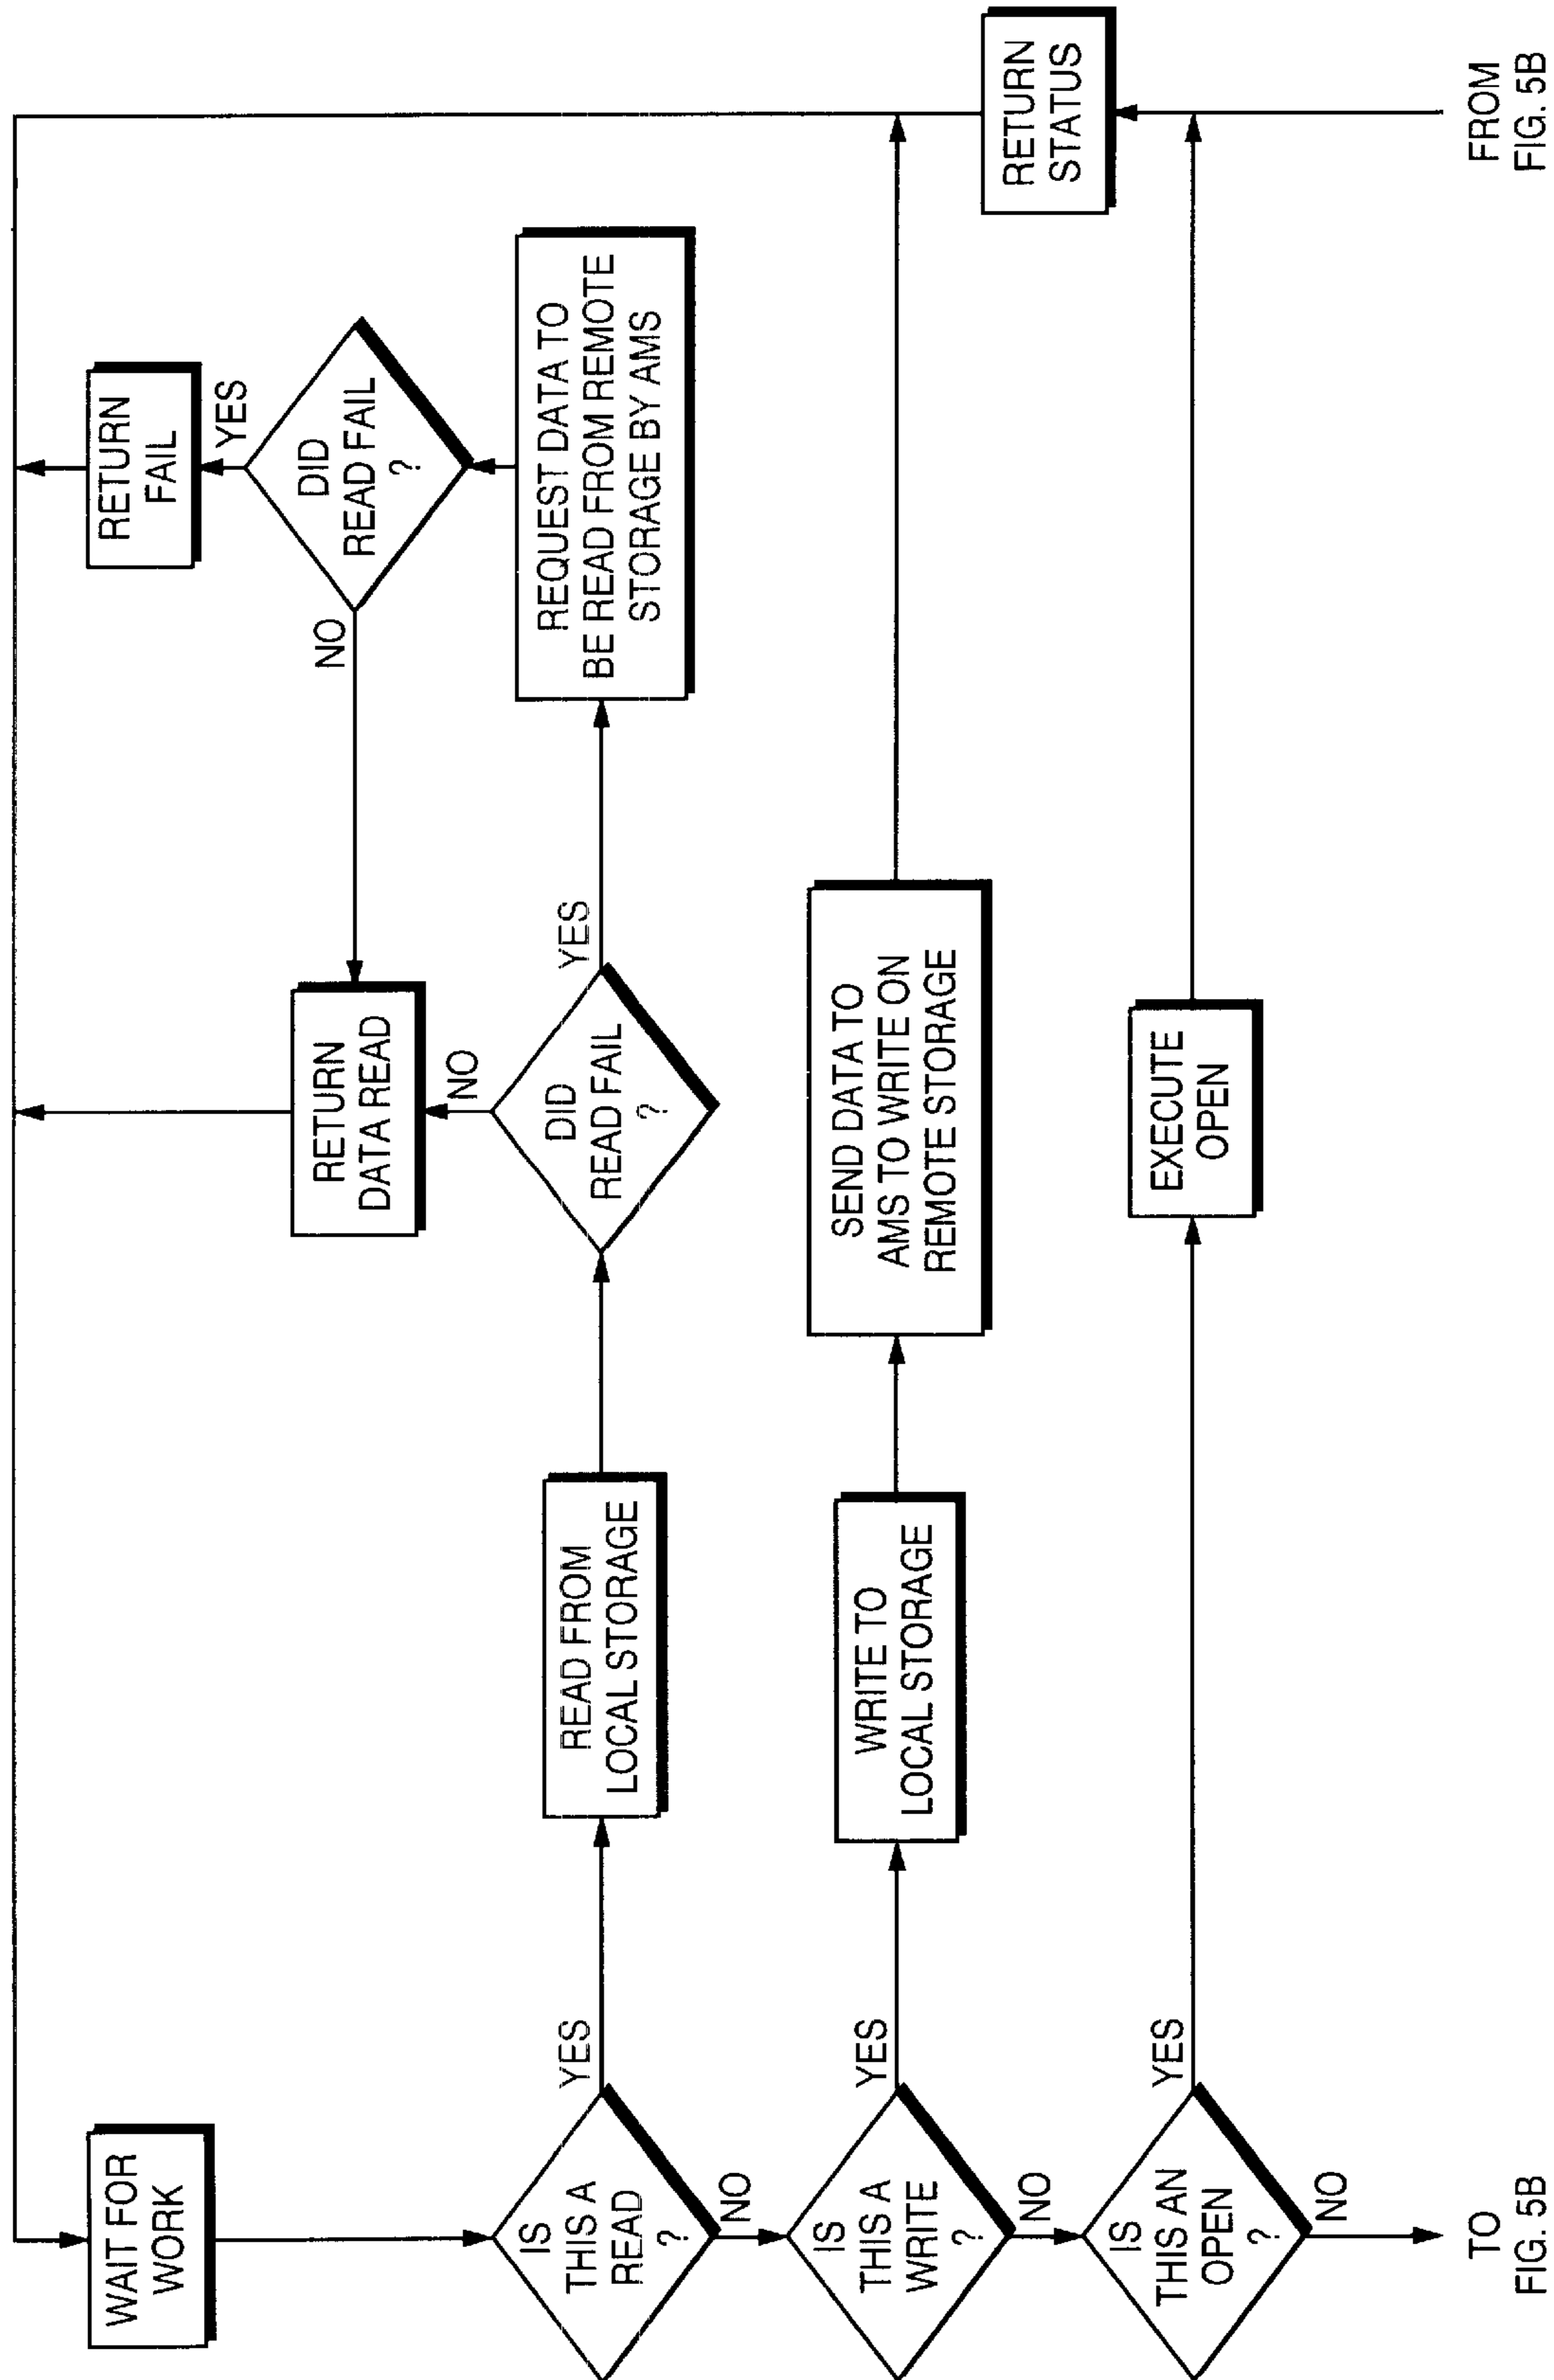 WAIT FOR
WORK
RETURN
FAIL
YES
DID
READ FAIL
?
NO
RETURN
DATA READ
NO
IS
THIS A
READ
?
YES
READ FROM
LOCAL STORAGE
DID
READ FAIL
?
YES
REQUEST DATA TO
BE READ FROM REMOTE
STORAGE BY AMS
NO
IS
THIS A
WRITE
?
YES
WRITE TO
LOCAL STORAGE
SEND DATA TO
AMS TO WRITE ON
REMOTE STORAGE
RETURN
STATUS
NO
IS
THIS AN
OPEN
?
YES
EXECUTE
OPEN
NO
TO
FIG. 5B
FROM
FIG. 5B